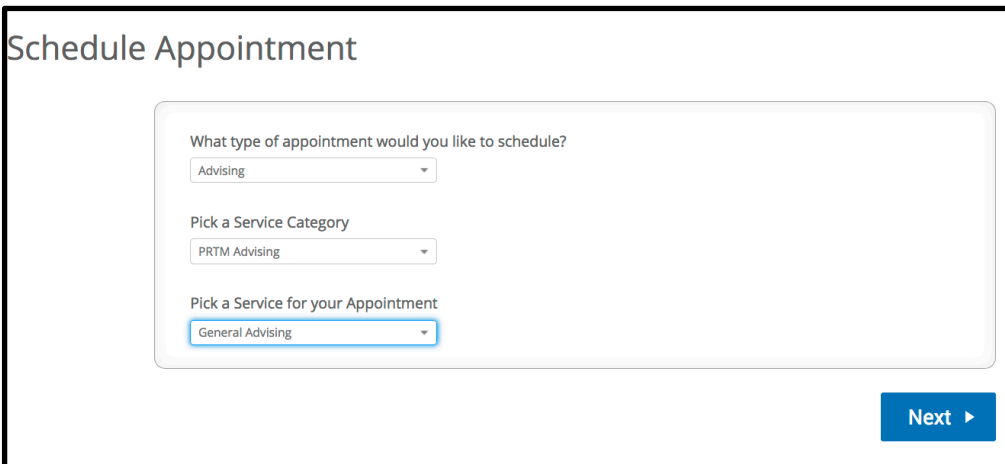 Schedule Appointment
What type of appointment would you like to schedule?
Advising
Pick a Service Category
PRTM Advising
Pick a Service for your Appointment
General Advising
Next